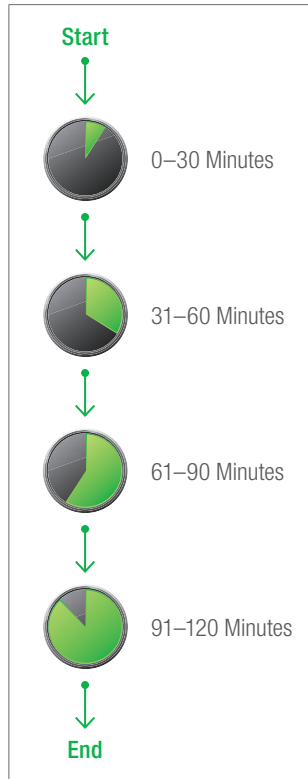 Start
0–30 Minutes
31–60 Minutes
61–90 Minutes
91–120 Minutes
End